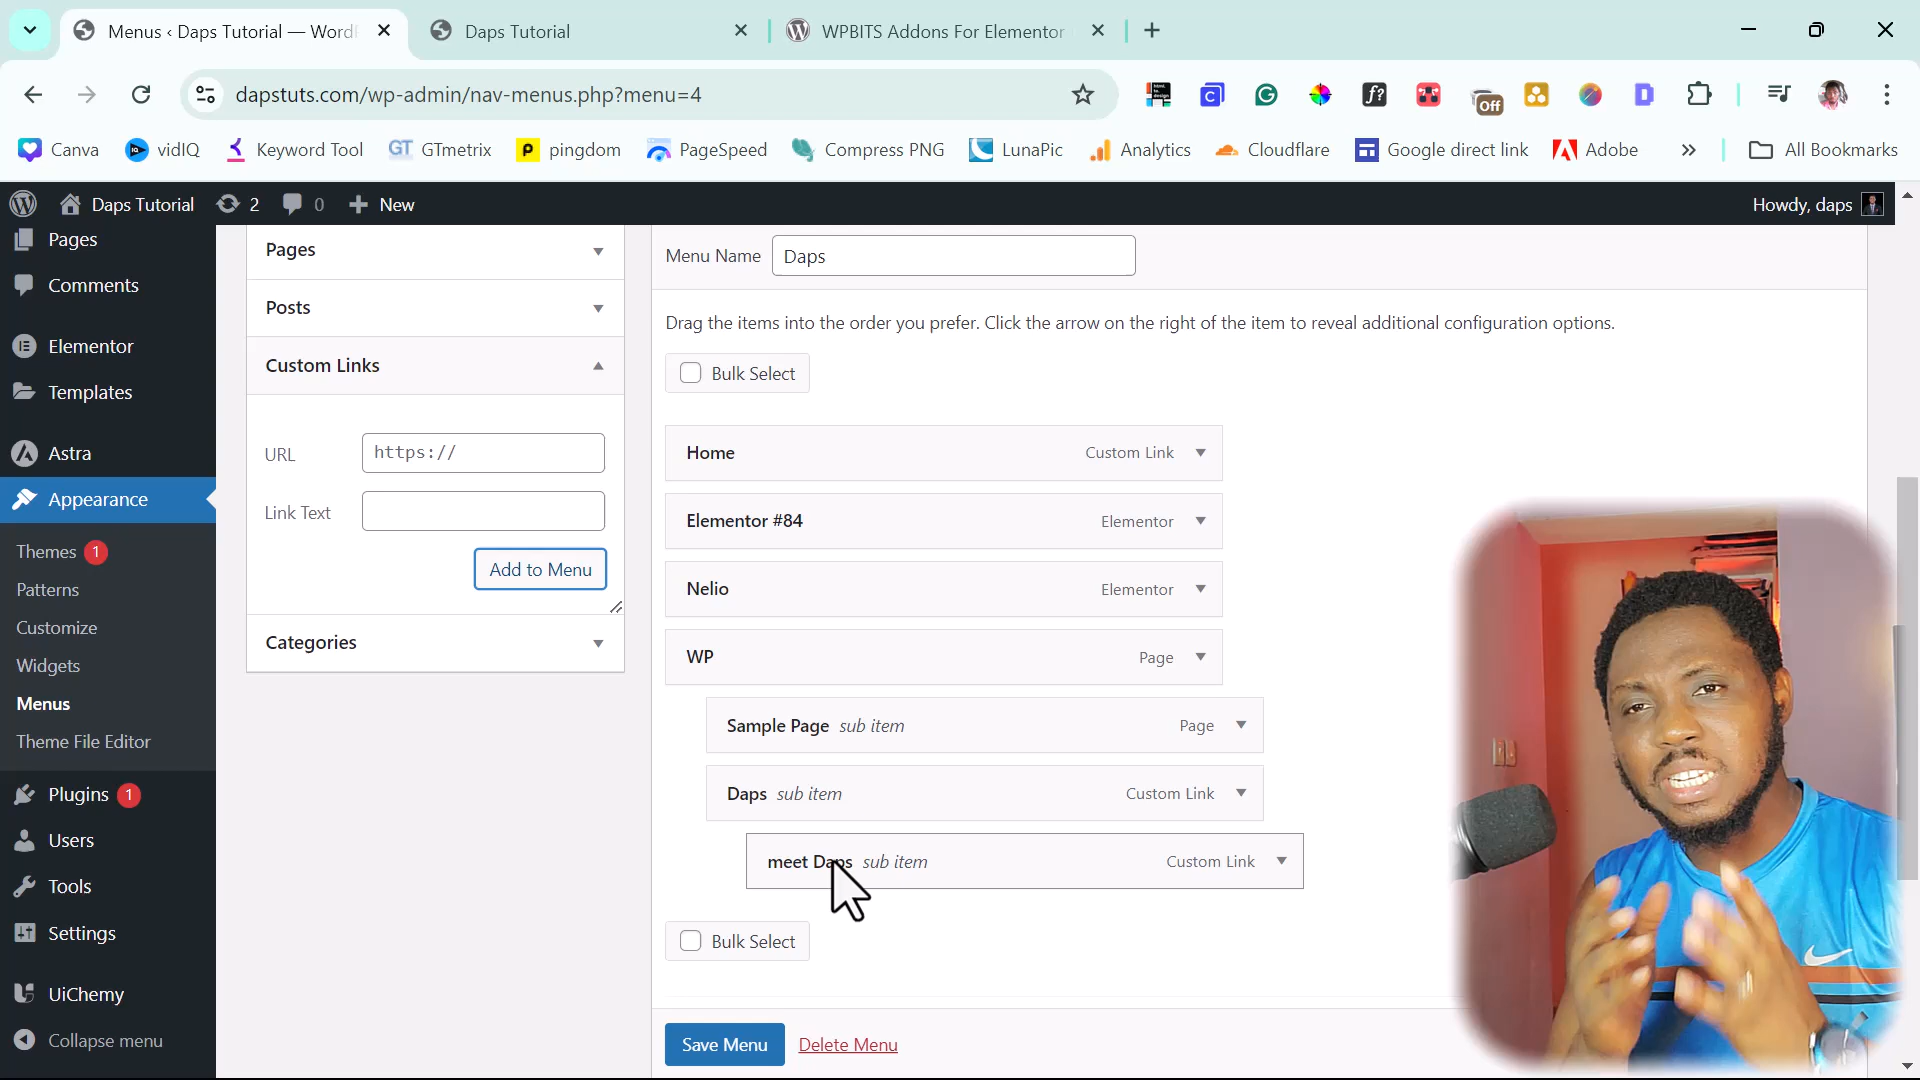 Menus ‹ Daps Tutorial — WordP
Daps Tutorial
WPBITS Addons For Elementor
dapstuts.com/wp-admin/nav-menus.php?menu=4
Off
Canva
vidIQ
Keyword Tool
GT GTmetrix
p pingdom
PageSpeed
Compress PNG
LunaPic
Analytics
Cloudflare
Google direct link
Adobe
»
All Bookmarks
Daps Tutorial
2
0
New
Howdy, daps
Pages
Comments
Elementor
Templates
Astra
Appearance
Themes 1
Patterns
Customize
Widgets
Menus
Theme File Editor
Plugins 1
Users
Tools
Settings
UiChemy
Collapse menu
Pages
Posts
Custom Links
URL
https://
Link Text
Add to Menu
Categories
Menu Name
Daps
Drag the items into the order you prefer. Click the arrow on the right of the item to reveal additional configuration options.
Bulk Select
Home Custom Link
Elementor #84 Elementor
Nelio Elementor
WP Page
Sample Page sub item Page
Daps sub item Custom Link
meet Daps sub item Custom Link
Bulk Select
Save Menu
Delete Menu